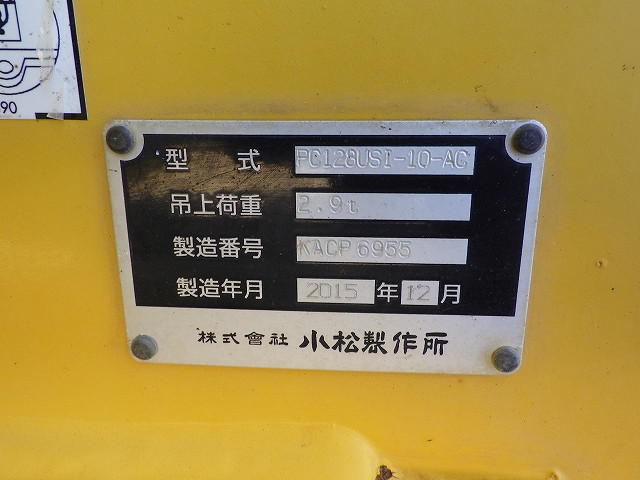 90
型 式 PC128USI-10-AC
吊上荷重 2.9t
製造番号 KACP 6955
製造年月 2015 年 12 月
株式會社 小松製作所